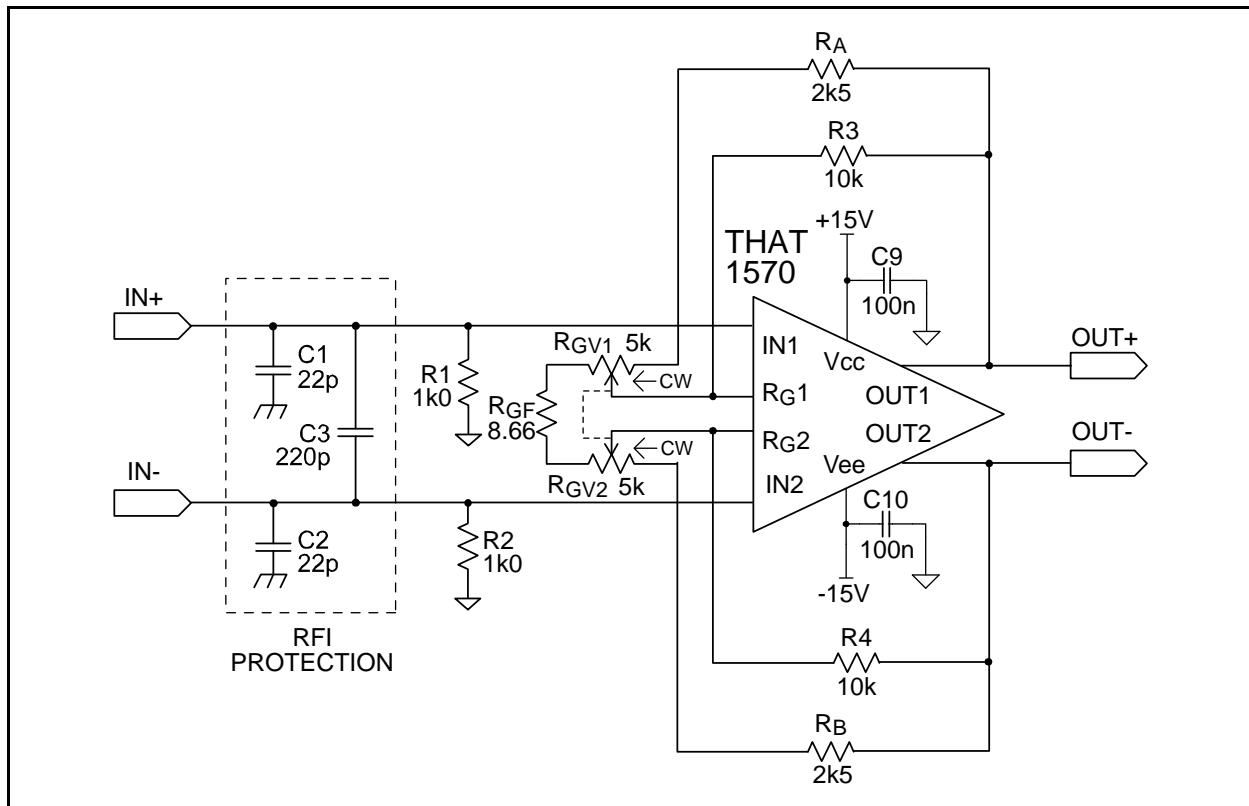 RA
2k5
R3
10k
+15V
THAT
1570
C9
100n
IN+
C1
22p
R1
1k0
RGV1 5k
CW
RGF
8.66
IN1
Vcc
RG1
OUT1
OUT+
C3
220p
RG2
OUT2
OUT-
IN-
CW
RGV2 5k
Vee
IN2
C2
22p
R2
1k0
C10
100n
-15V
RFI
PROTECTION
R4
10k
RB
2k5